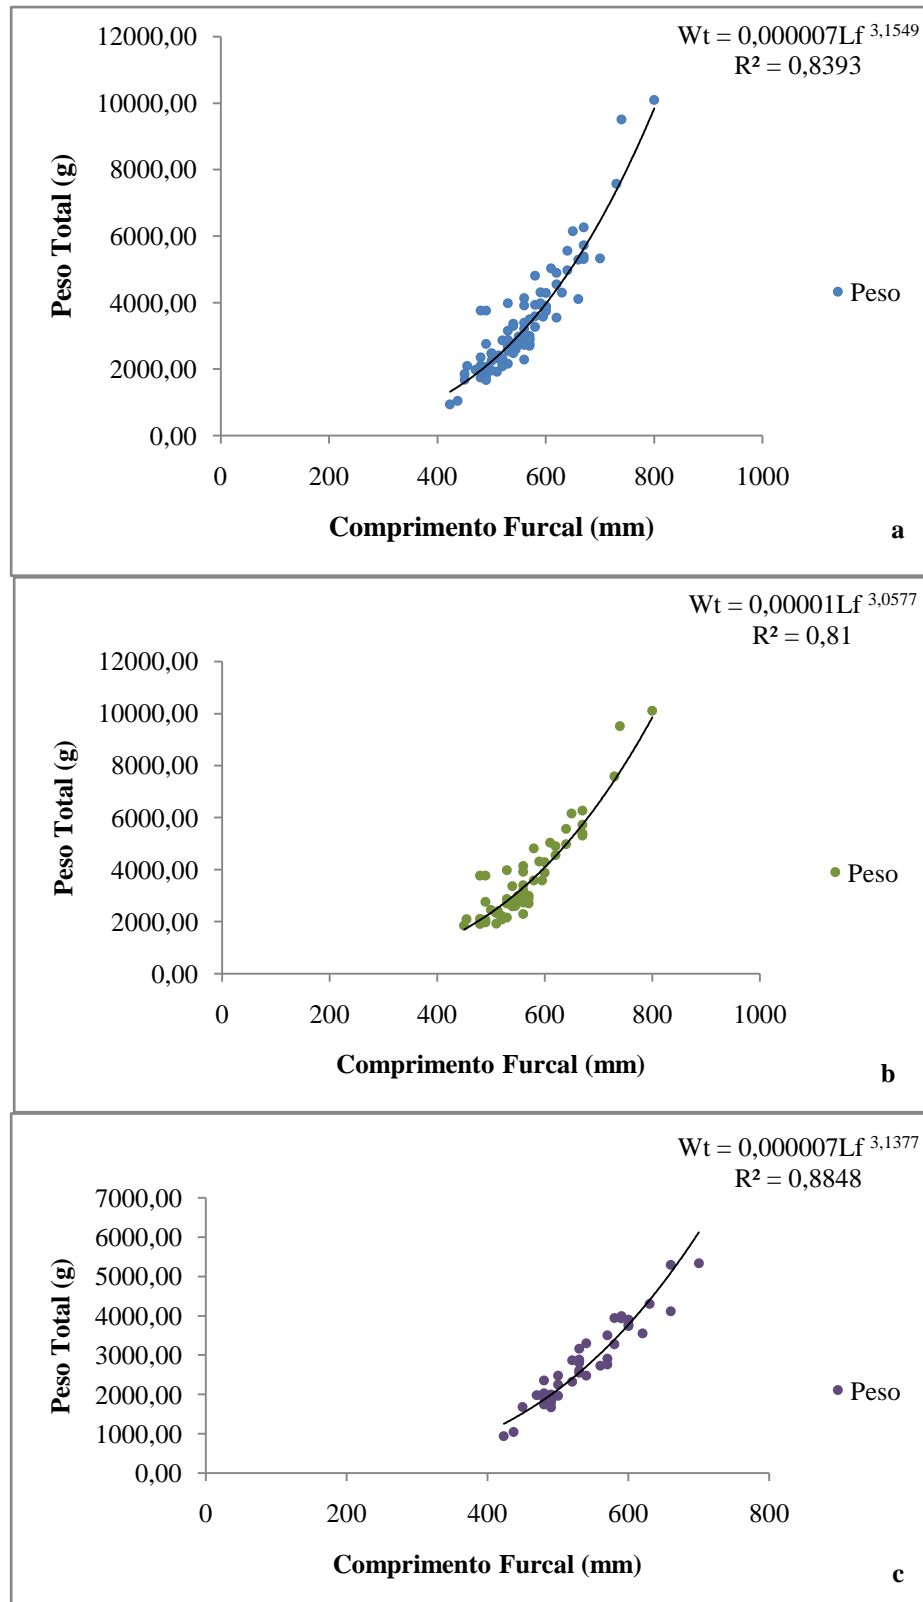 Wt = 0,000007Lf 3,1549
R² = 0,8393
12000,00
10000,00
8000,00
6000,00
4000,00
2000,00
0,00
Peso Total (g)
Peso
0 200 400 600 800 1000
Comprimento Furcal (mm)
a
Wt = 0,00001Lf 3,0577
R² = 0,81
12000,00
10000,00
8000,00
6000,00
4000,00
2000,00
0,00
Peso Total (g)
Peso
0 200 400 600 800 1000
Comprimento Furcal (mm)
b
Wt = 0,000007Lf 3,1377
R² = 0,8848
7000,00
6000,00
5000,00
4000,00
3000,00
2000,00
1000,00
0,00
Peso Total (g)
Peso
0 200 400 600 800
Comprimento Furcal (mm)
c